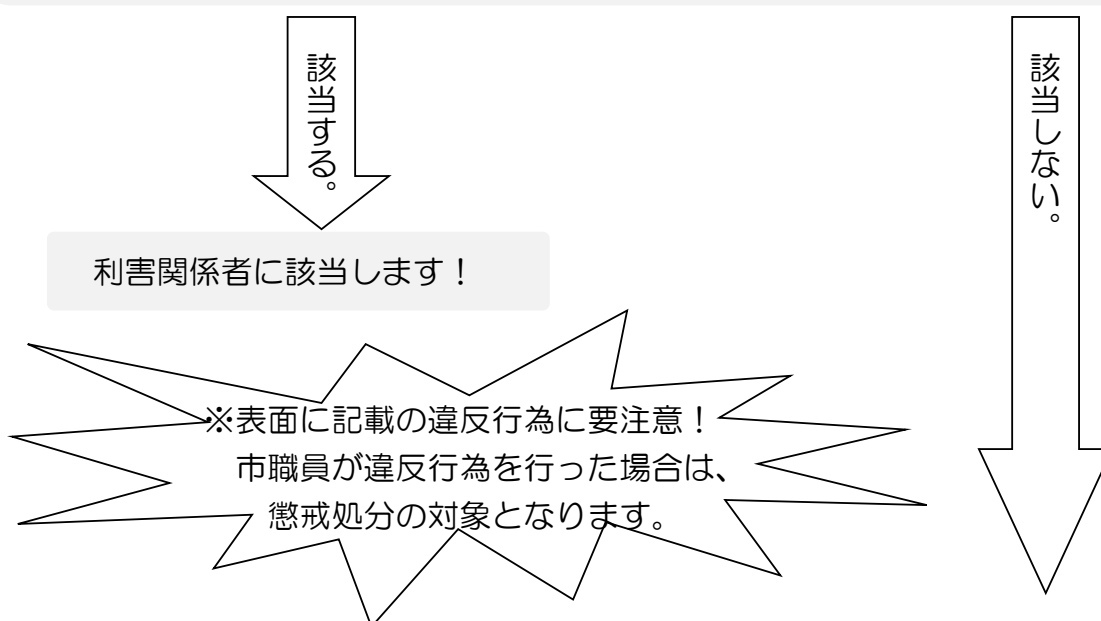 該当する。
該当しない。
利害関係者に該当します！
※表面に記載の違反行為に要注意！
市職員が違反行為を行った場合は、
懲戒処分の対象となります。